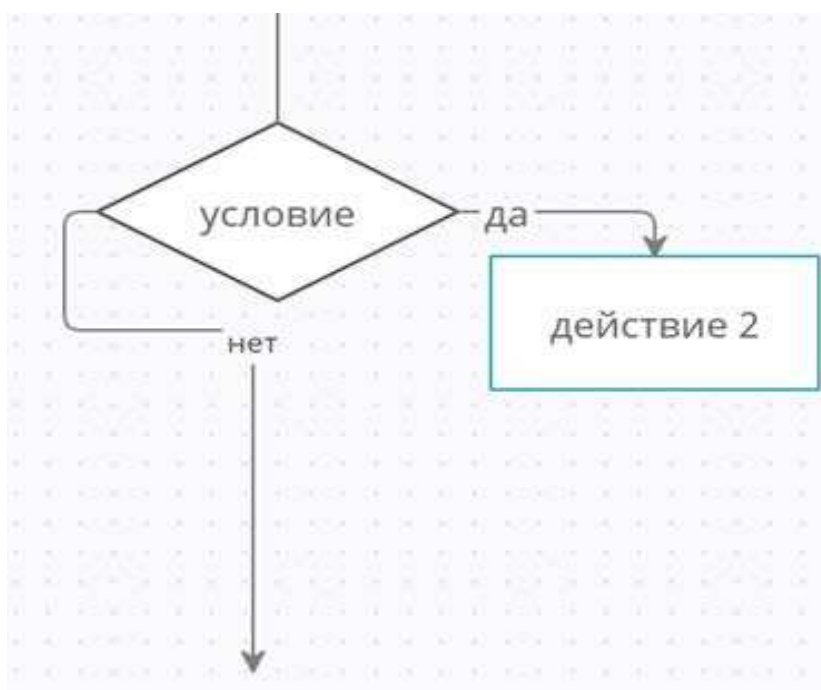 условие
да
действие 2
нет